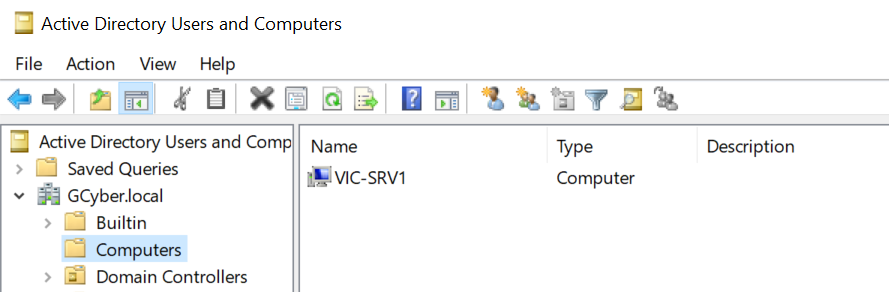 Active Directory Users and Computers
File Action View Help
Active Directory Users and Comp
Saved Queries
GCyber.local
Builtin
Computers
Domain Controllers
Name Type Description
VIC-SRV1 Computer